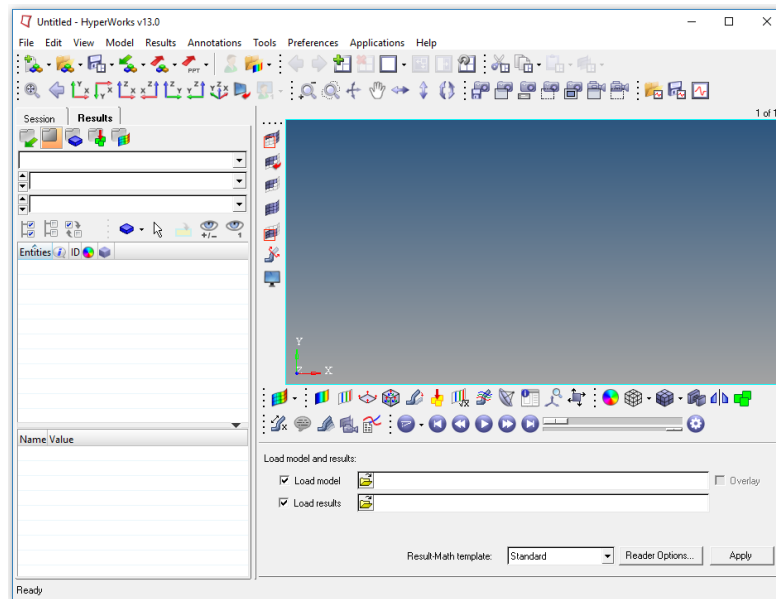 Untitled - HyperWorks v13.0
File Edit View Model Results Annotations Tools Preferences Applications Help
PPT
Session Results
1 of 1
+/- 1
Entities ID
Y
Z X
Name Value
Load model and results:
Load model
Overlay
Load results
Result-Math template: Standard Reader Options... Apply
Ready